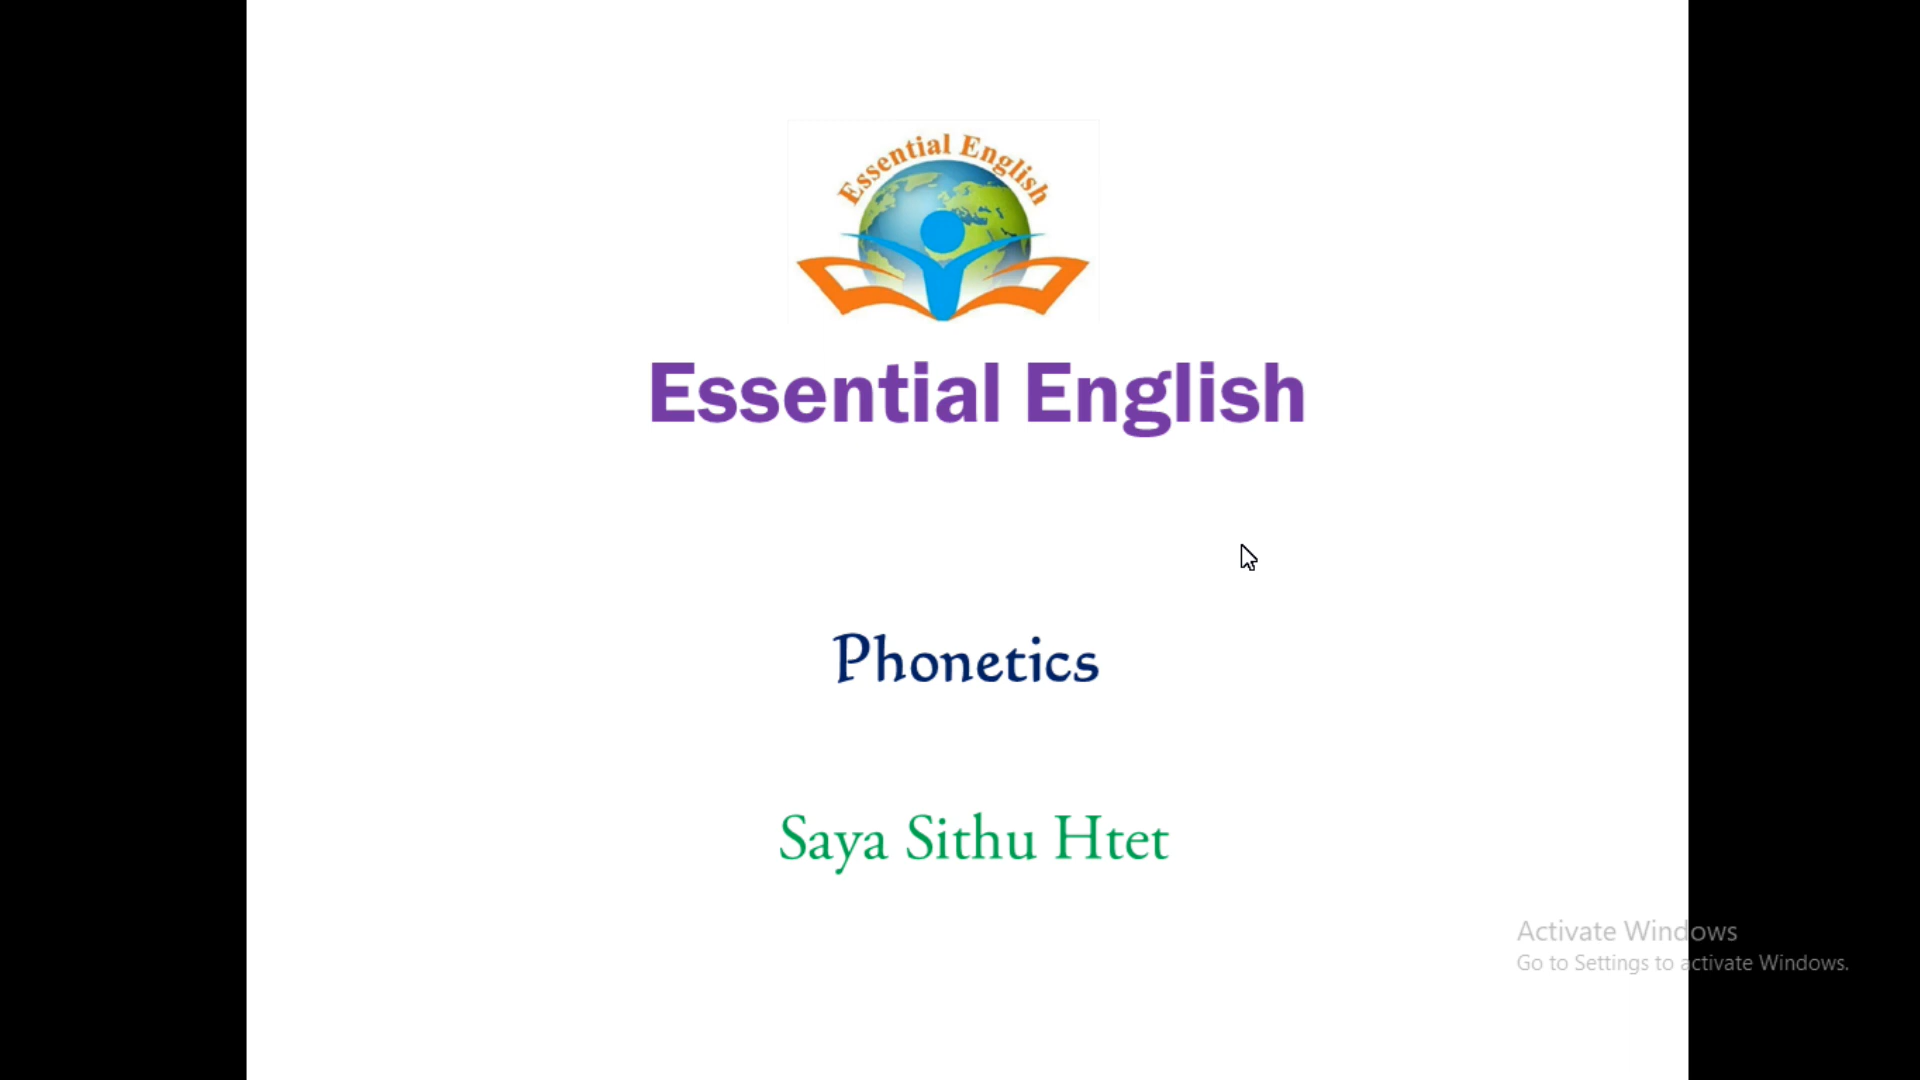 Essential English
Essential English
Phonetics
Saya Sithu Htet
Activate Windows
Go to Settings to activate Windows.